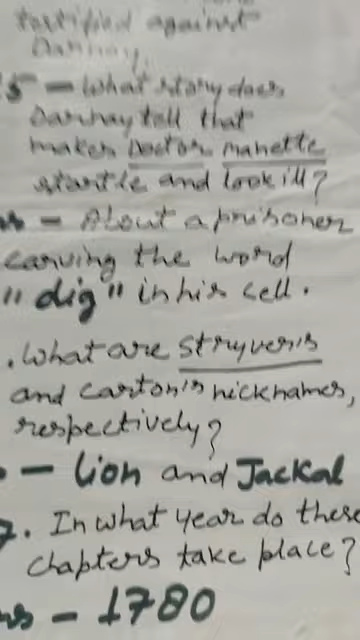 testified against
Darnay.
5 - What story does
Darnay tell that
makes Doctor Manette
startle and look ill?
ns - About a prisoner
carving the word
"dig" in his cell.
. What are Stryver's
and Carton's nicknames,
respectively?
- Lion and Jackal
7. In what year do these
chapters take place?
ns - 1780